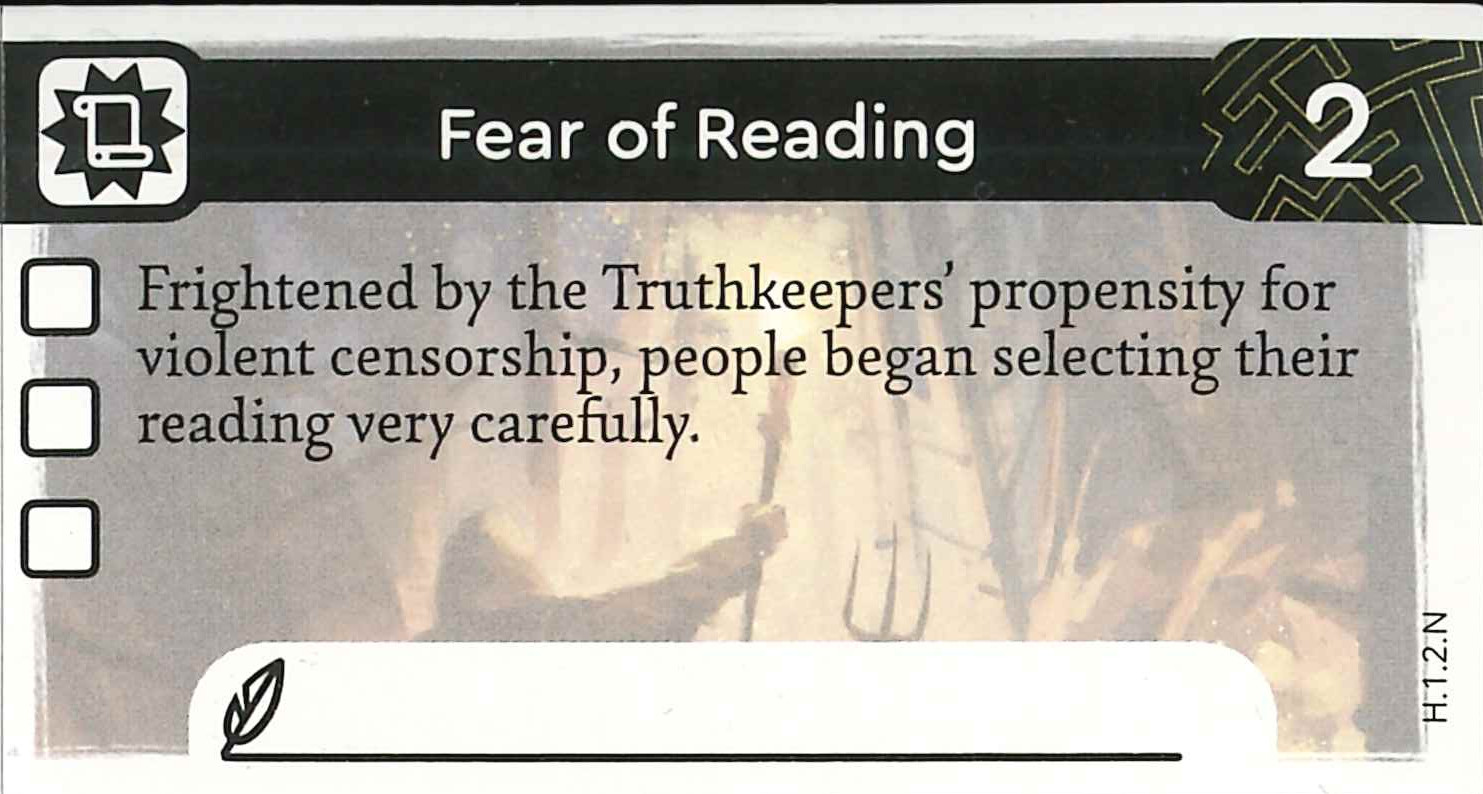 Fear of Reading
2
Frightened by the Truthkeepers' propensity for
violent censorship, people began selecting their
reading very carefully.
H.1.2.N